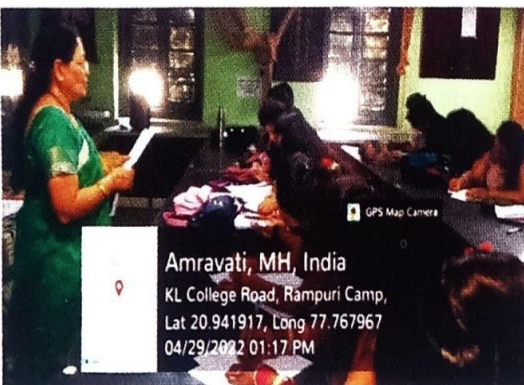 GPS Map Camera
Amravati, MH, India
KL College Road, Rampuri Camp,
Lat 20.941917, Long 77.767967
04/29/2022 01:17 PM